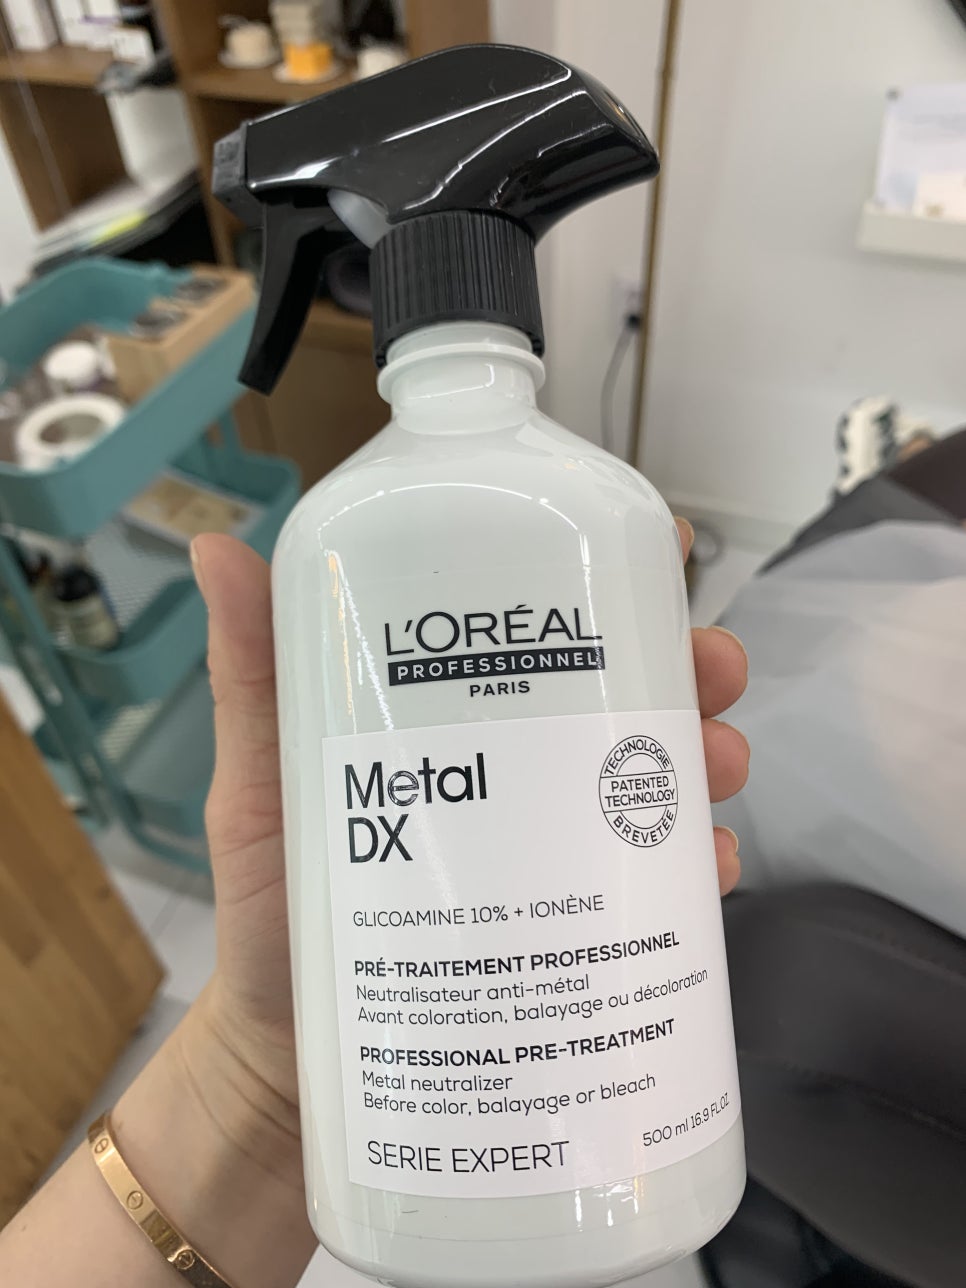 L'ORÉAL
PROFESSIONNEL
PARIS
Metal
DX
TECHNOLOGIE
PATENTED
TECHNOLOGY
BREVETÉE
GLICOAMINE 10% + IONÈNE
PRÉ-TRAITEMENT PROFESSIONNEL
Neutralisateur anti-métal
Avant coloration, balayage ou décoloration
PROFESSIONAL PRE-TREATMENT
Metal neutralizer
Before color, balayage or bleach
SERIE EXPERT
500 ml 16.9 FL.OZ